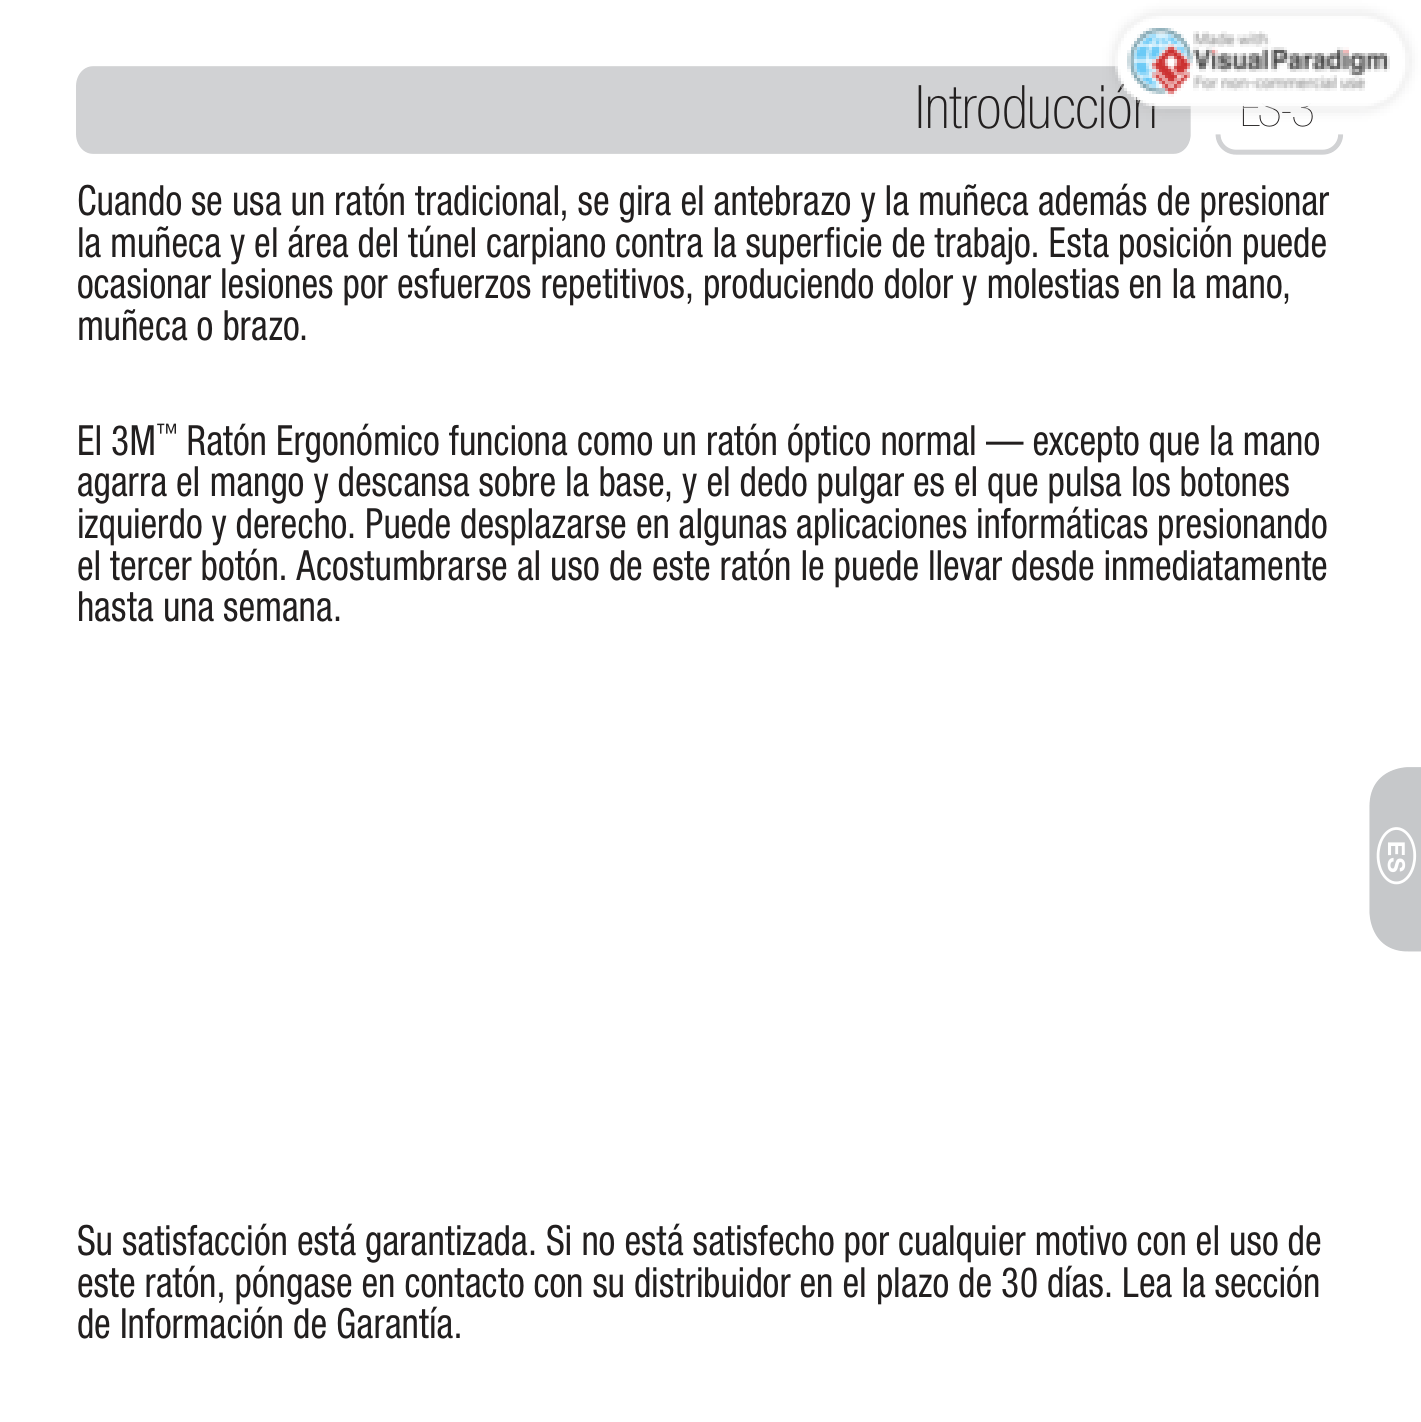 Made with
Visual Paradigm
For non-commercial use
Introducción
ES-3
Cuando se usa un ratón tradicional, se gira el antebrazo y la muñeca además de presionar
la muñeca y el área del túnel carpiano contra la superficie de trabajo. Esta posición puede
ocasionar lesiones por esfuerzos repetitivos, produciendo dolor y molestias en la mano,
muñeca o brazo.
El 3M™ Ratón Ergonómico funciona como un ratón óptico normal — excepto que la mano
agarra el mango y descansa sobre la base, y el dedo pulgar es el que pulsa los botones
izquierdo y derecho. Puede desplazarse en algunas aplicaciones informáticas presionando
el tercer botón. Acostumbrarse al uso de este ratón le puede llevar desde inmediatamente
hasta una semana.
ES
Su satisfacción está garantizada. Si no está satisfecho por cualquier motivo con el uso de
este ratón, póngase en contacto con su distribuidor en el plazo de 30 días. Lea la sección
de Información de Garantía.